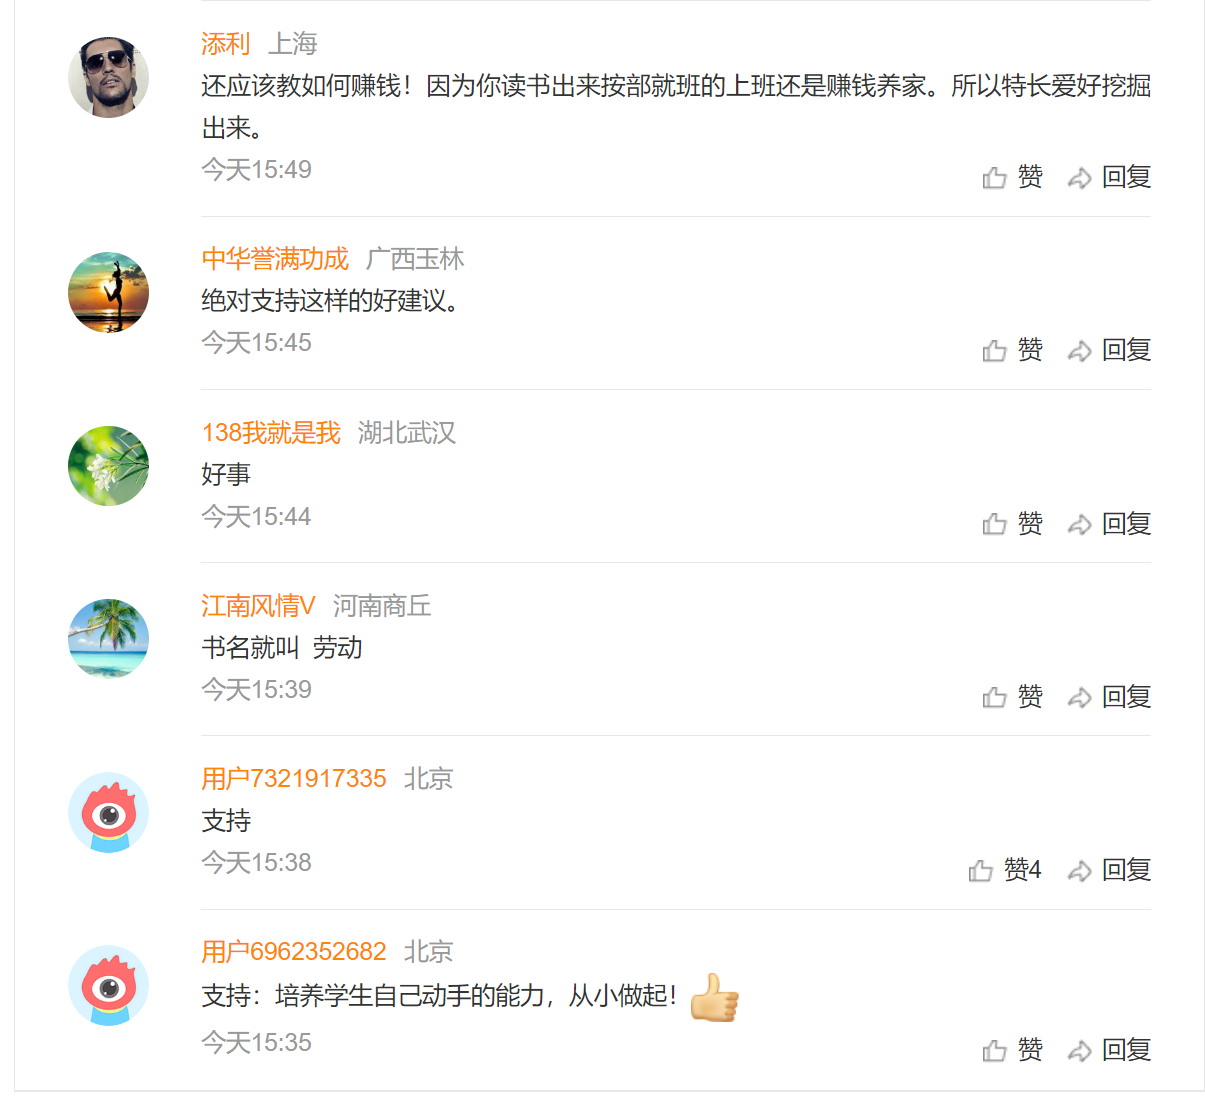 添利 上海
还应该教如何赚钱！因为你读书出来按部就班的上班还是赚钱养家。所以特长爱好挖掘
出来。
今天15:49
赞 回复
中华誉满功成 广西玉林
绝对支持这样的好建议。
今天15:45
赞 回复
138我就是我 湖北武汉
好事
今天15:44
赞 回复
江南风情V 河南商丘
书名就叫 劳动
今天15:39
赞 回复
用户7321917335 北京
支持
今天15:38
赞4 回复
用户6962352682 北京
支持：培养学生自己动手的能力，从小做起！👍
今天15:35
赞 回复